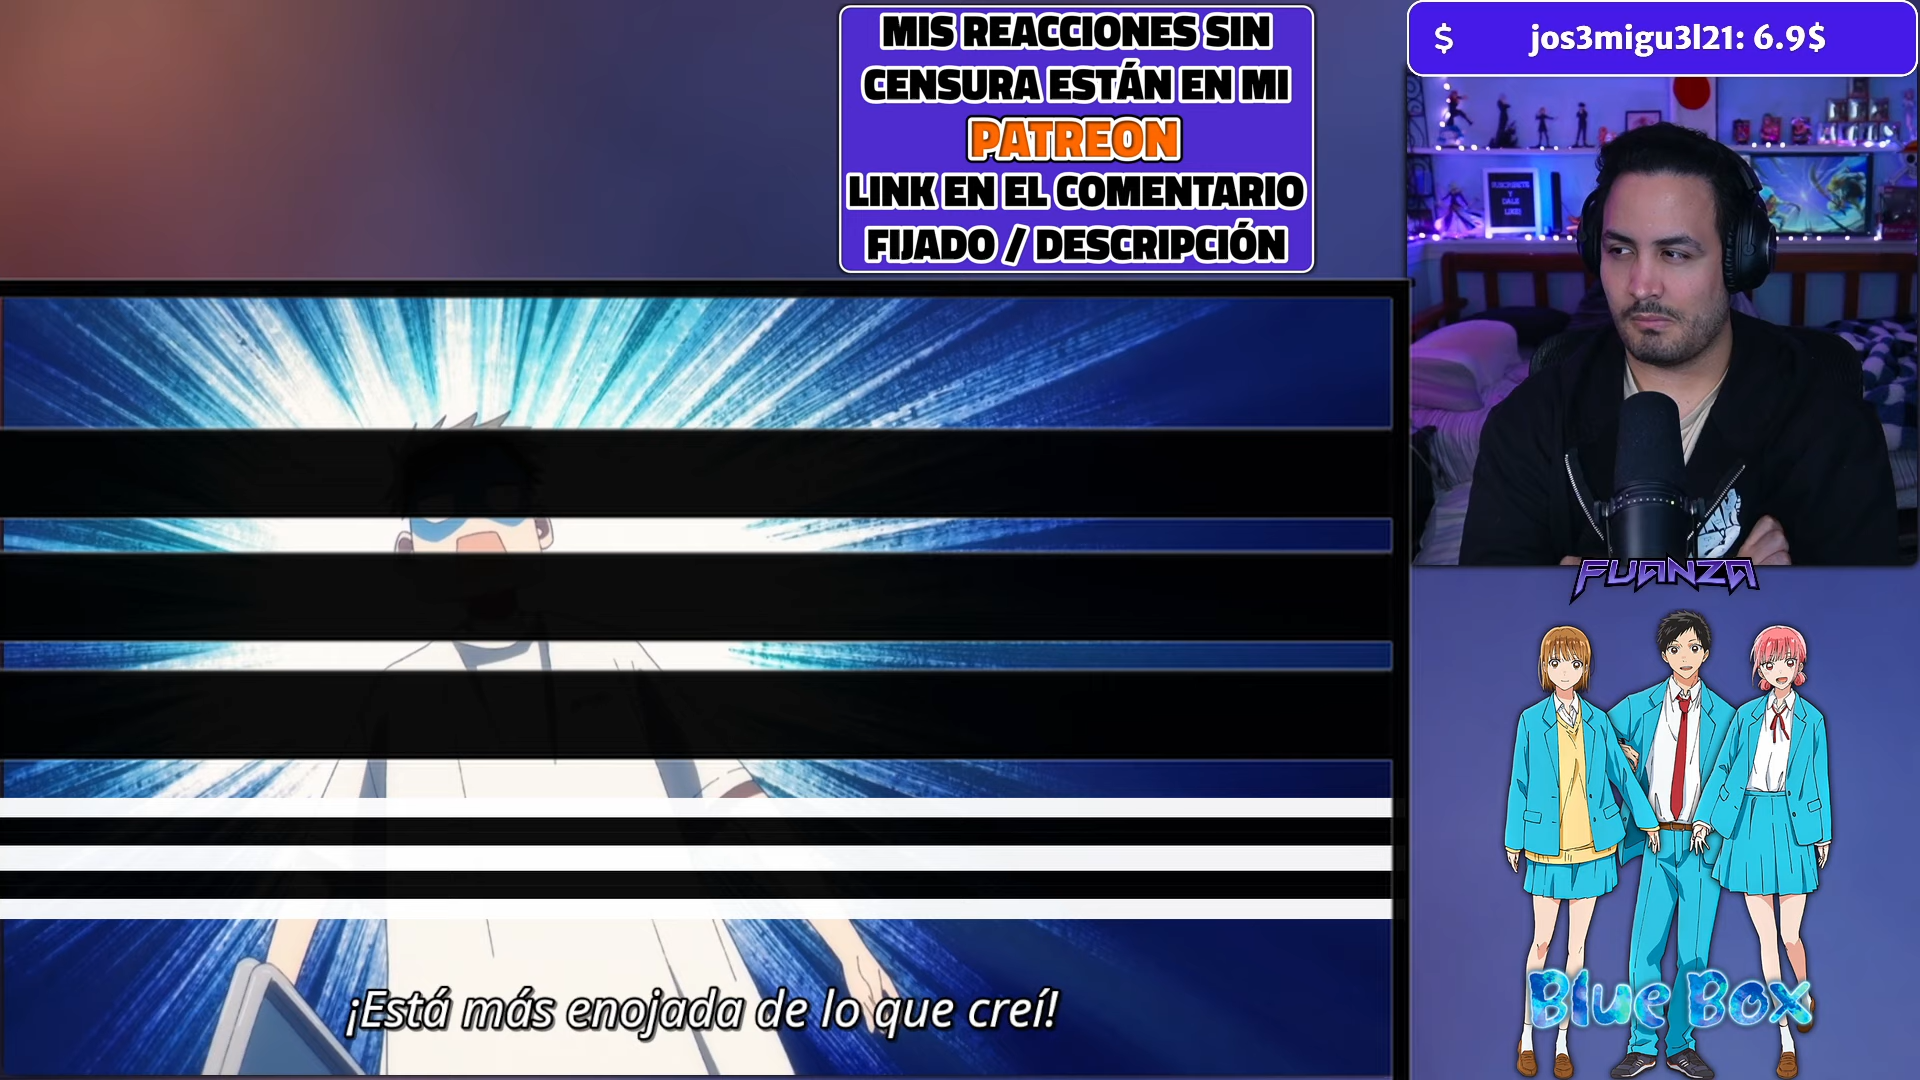 MIS REACCIONES SIN
CENSURA ESTÁN EN MI
PATREON
LINK EN EL COMENTARIO
FIJADO / DESCRIPCIÓN
$ jos3migu3l21: 6.9$
FUANZA
Blue Box
¡Está más enojada de lo que creí!